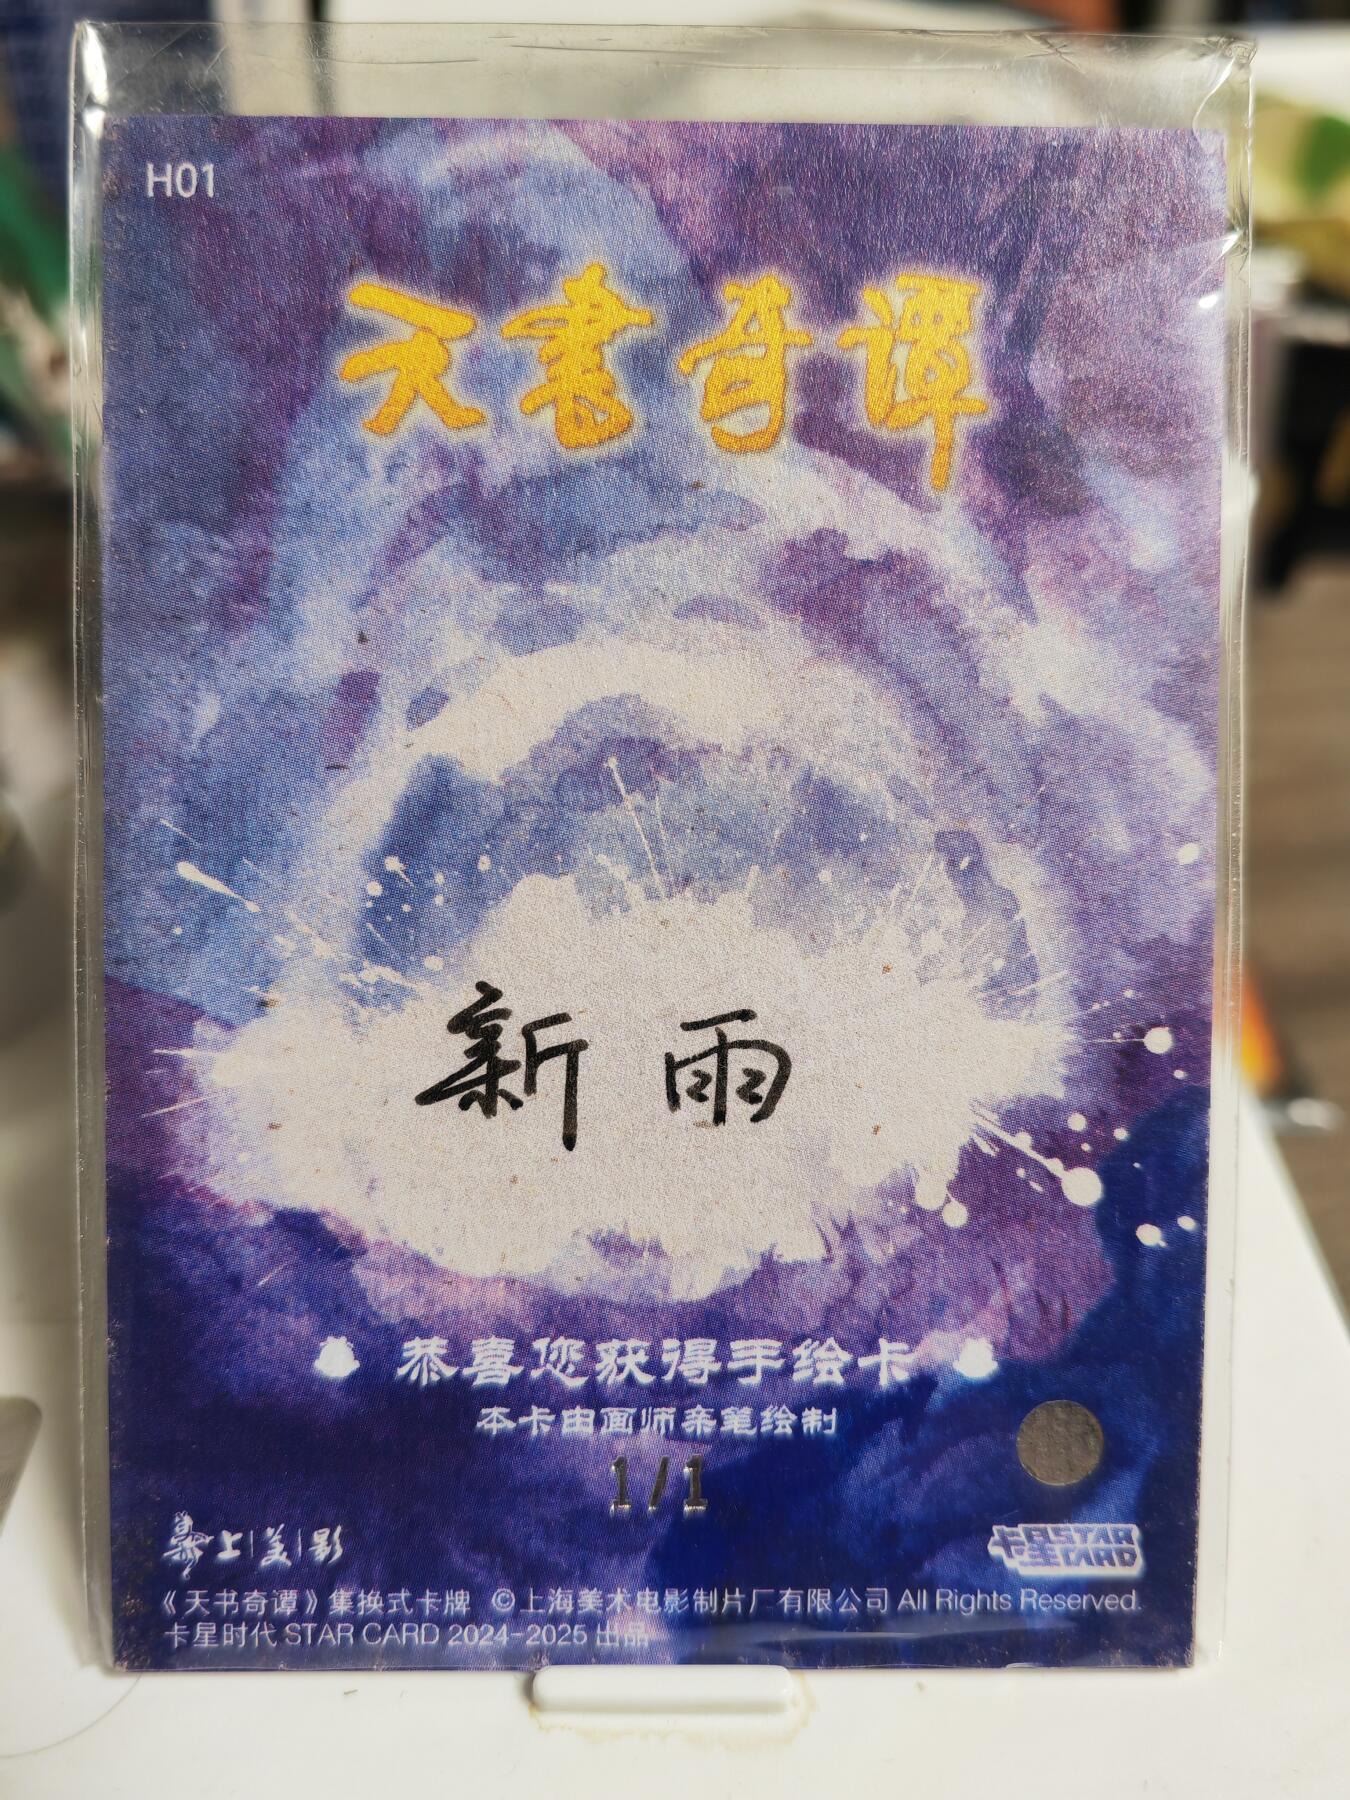 H01
天書奇譚
新雨
恭喜您获得手绘卡
本卡由画师亲笔绘制
1/1
上美影
卡星 STAR CARD
《天书奇谭》集换式卡牌 ©上海美术电影制片厂有限公司 All Rights Reserved.
卡星时代 STAR CARD 2024-2025 出品